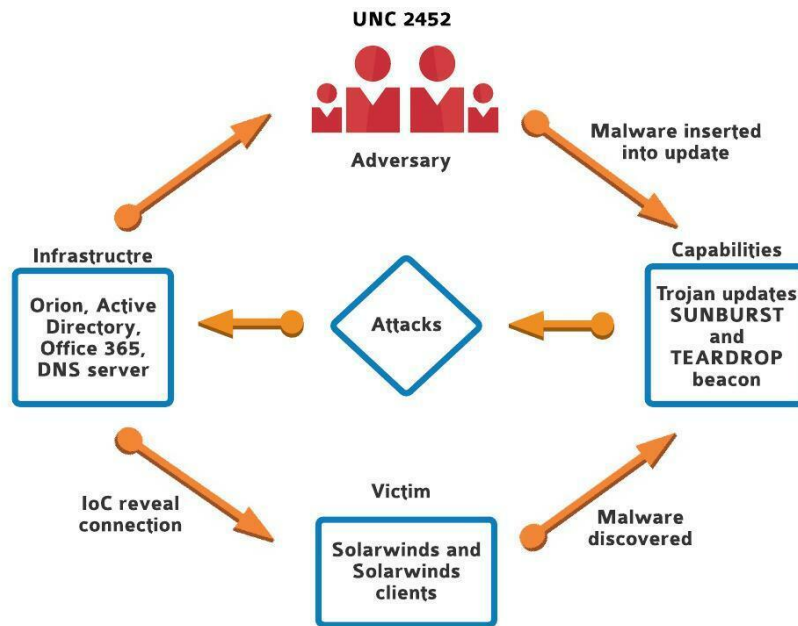 UNC 2452
Adversary
Malware inserted
into update
Infrastructre
Orion, Active
Directory,
Office 365,
DNS server
Attacks
Capabilities
Trojan updates
SUNBURST
and
TEARDROP
beacon
IoC reveal
connection
Victim
Solarwinds and
Solarwinds
clients
Malware
discovered